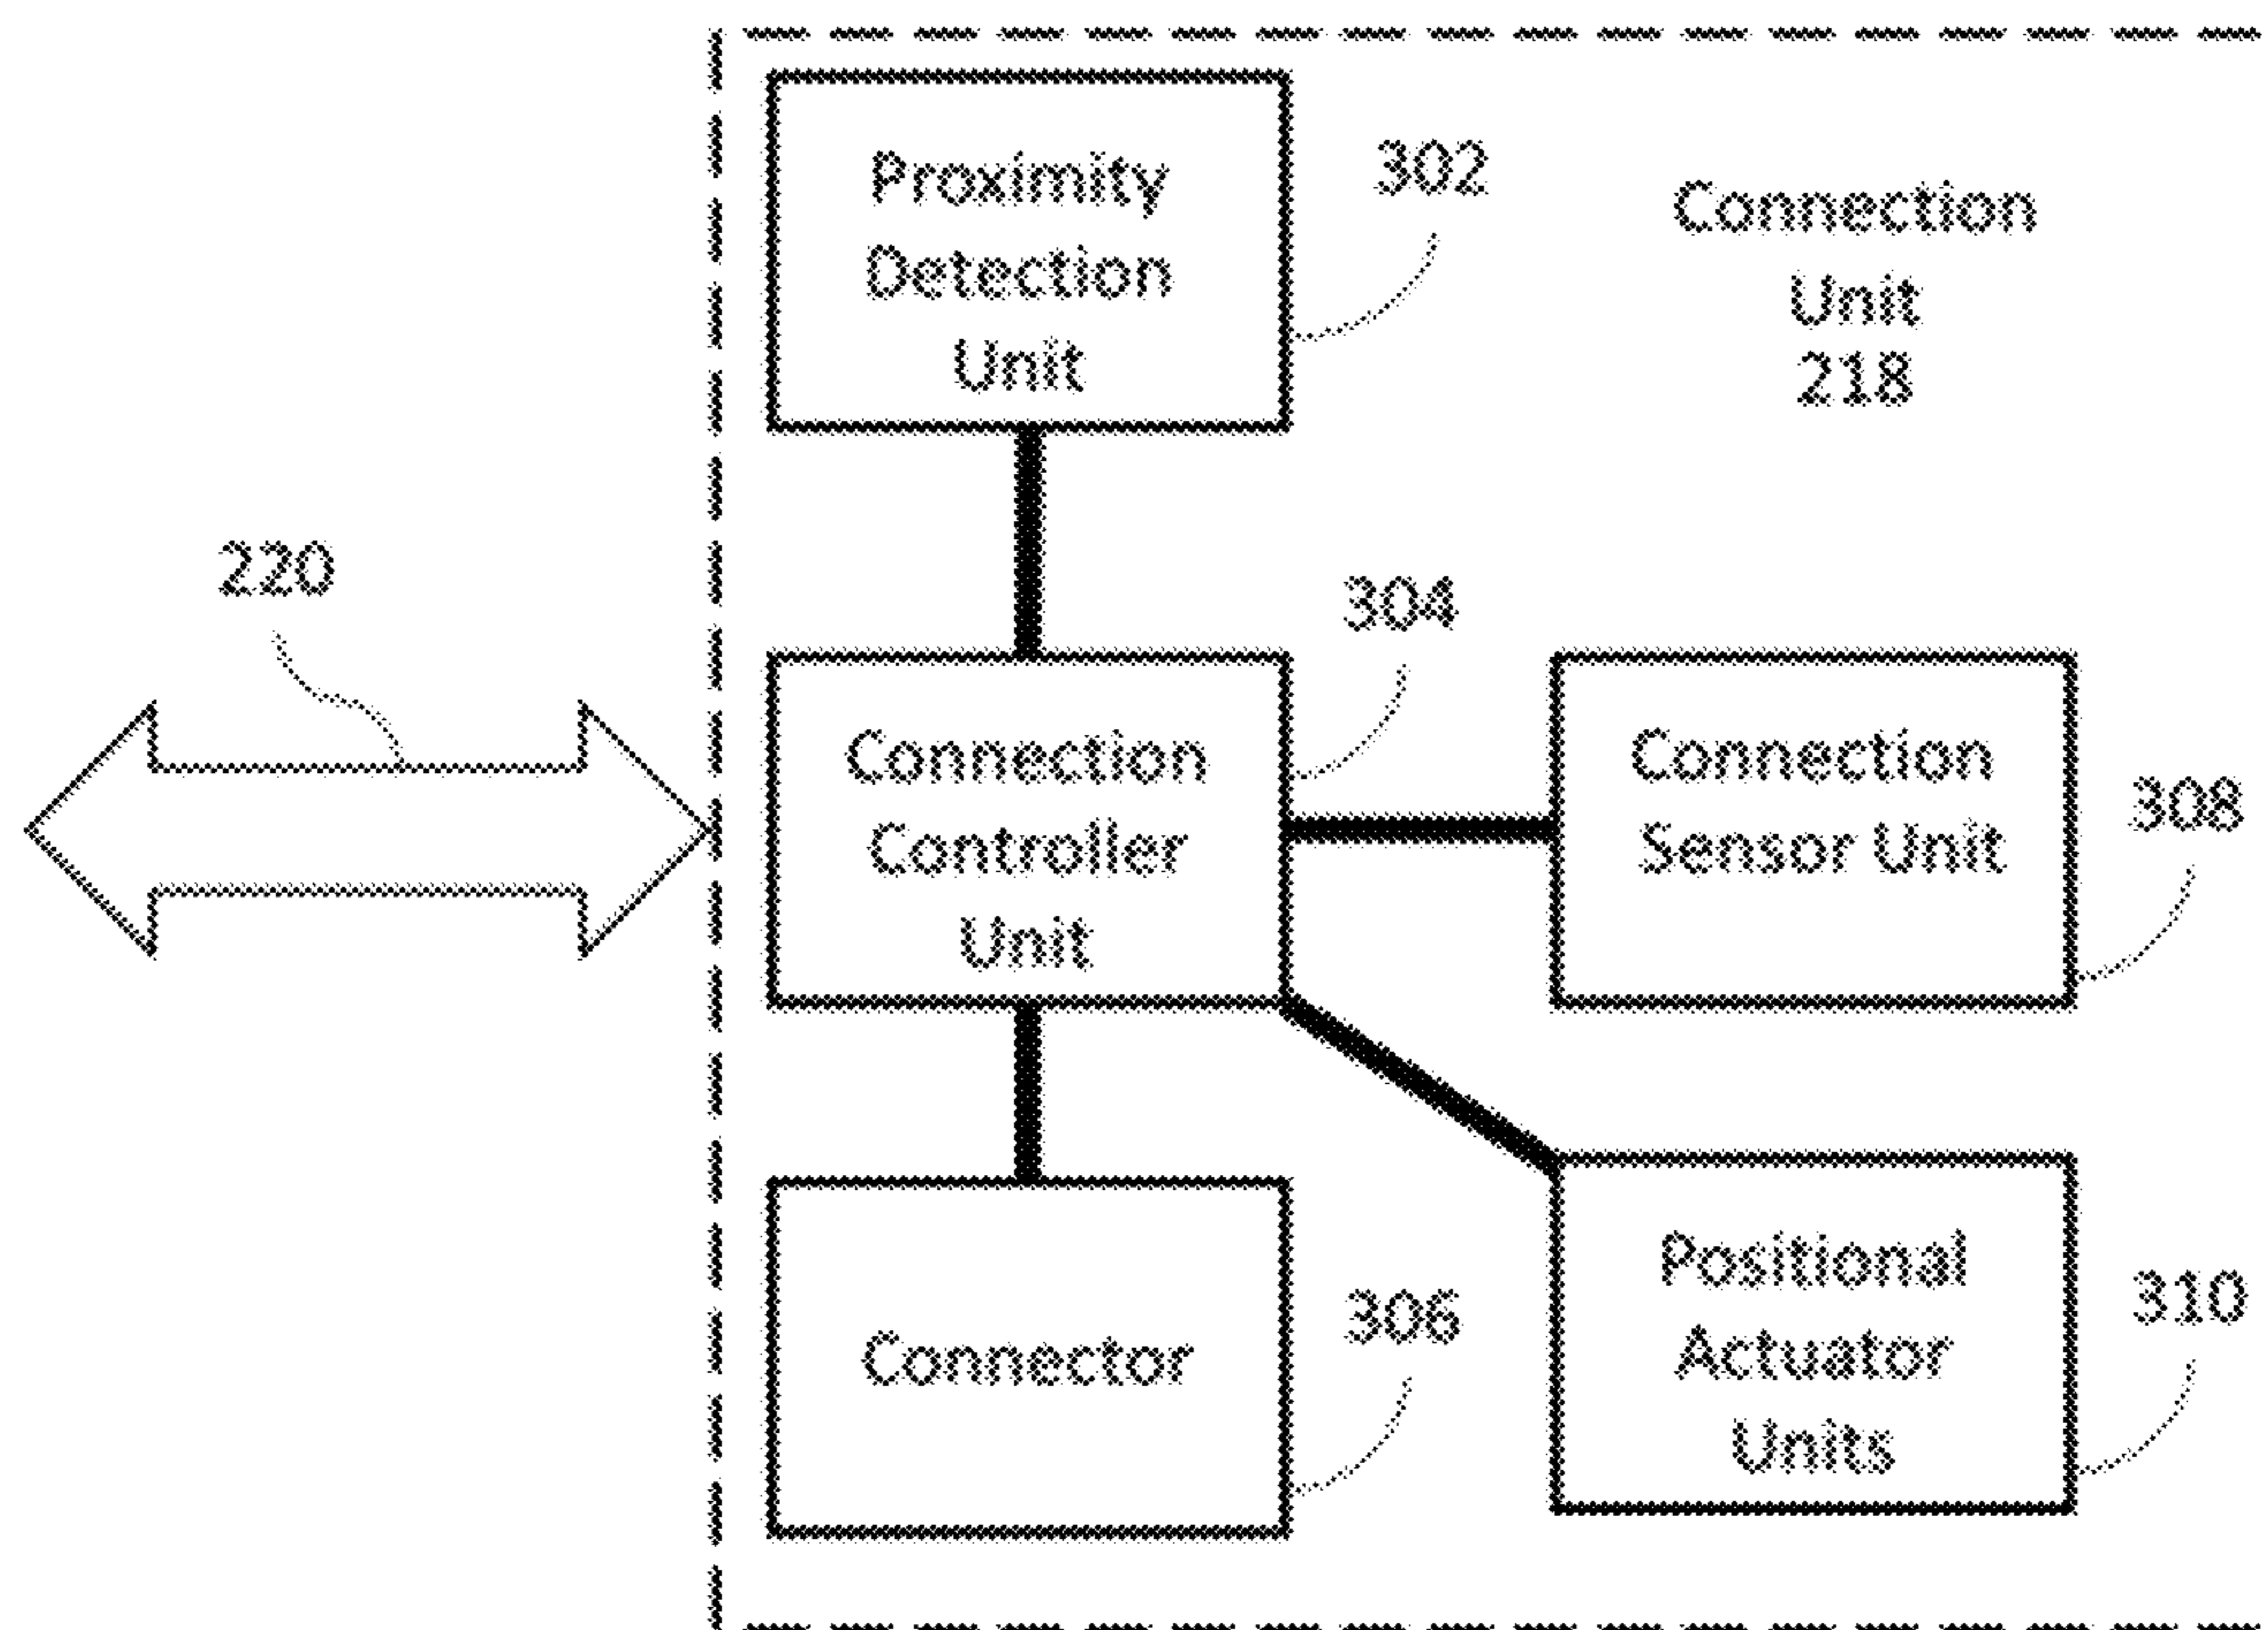 Proximity
Detection
Unit
302
Connection
Unit
218
220
304
Connection
Controller
Unit
Connection
Sensor Unit
308
Connector
306
Positional
Actuator
Units
310